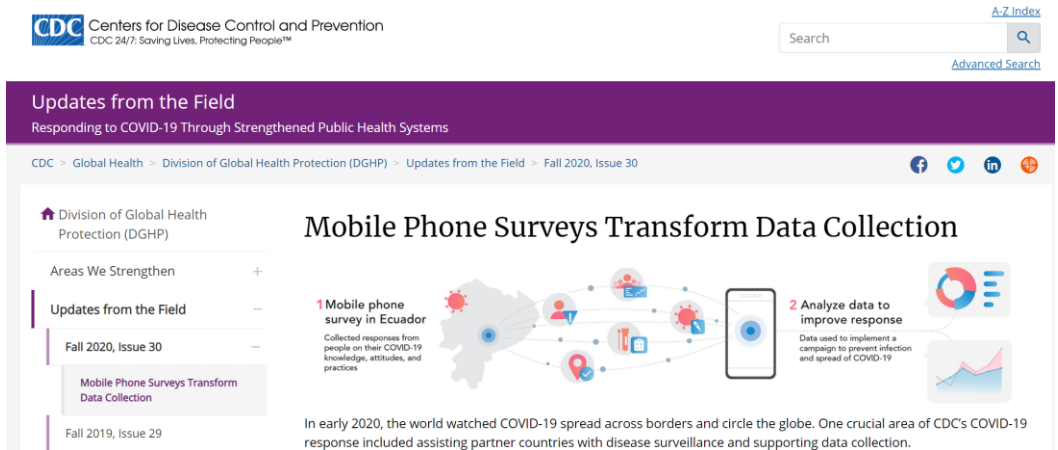 A-Z Index
CDC Centers for Disease Control and Prevention
CDC 24/7: Saving Lives, Protecting People™
Search
Advanced Search
Updates from the Field
Responding to COVID-19 Through Strengthened Public Health Systems
CDC > Global Health > Division of Global Health Protection (DGHP) > Updates from the Field > Fall 2020, Issue 30
Division of Global Health
Protection (DGHP)
Areas We Strengthen
Updates from the Field
Fall 2020, Issue 30
Mobile Phone Surveys Transform
Data Collection
Fall 2019, Issue 29
Mobile Phone Surveys Transform Data Collection
1 Mobile phone
survey in Ecuador
Collected responses from
people on their COVID-19
knowledge, attitudes, and
practices
2 Analyze data to
improve response
Data used to implement a
campaign to prevent infection
and spread of COVID-19
In early 2020, the world watched COVID-19 spread across borders and circle the globe. One crucial area of CDC's COVID-19
response included assisting partner countries with disease surveillance and supporting data collection.